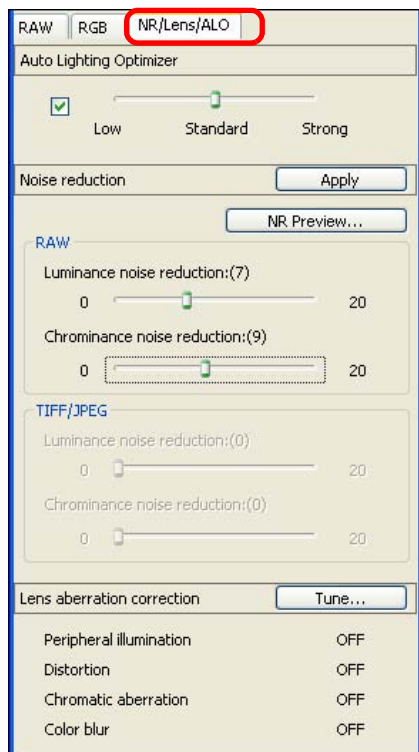 RAW RGB NR/Lens/ALO
Auto Lighting Optimizer
Low Standard Strong
Noise reduction Apply
NR Preview...
RAW
Luminance noise reduction:(7)
0 20
Chrominance noise reduction:(9)
0 20
TIFF/JPEG
Luminance noise reduction:(0)
0 20
Chrominance noise reduction:(0)
0 20
Lens aberration correction Tune...
Peripheral illumination OFF
Distortion OFF
Chromatic aberration OFF
Color blur OFF